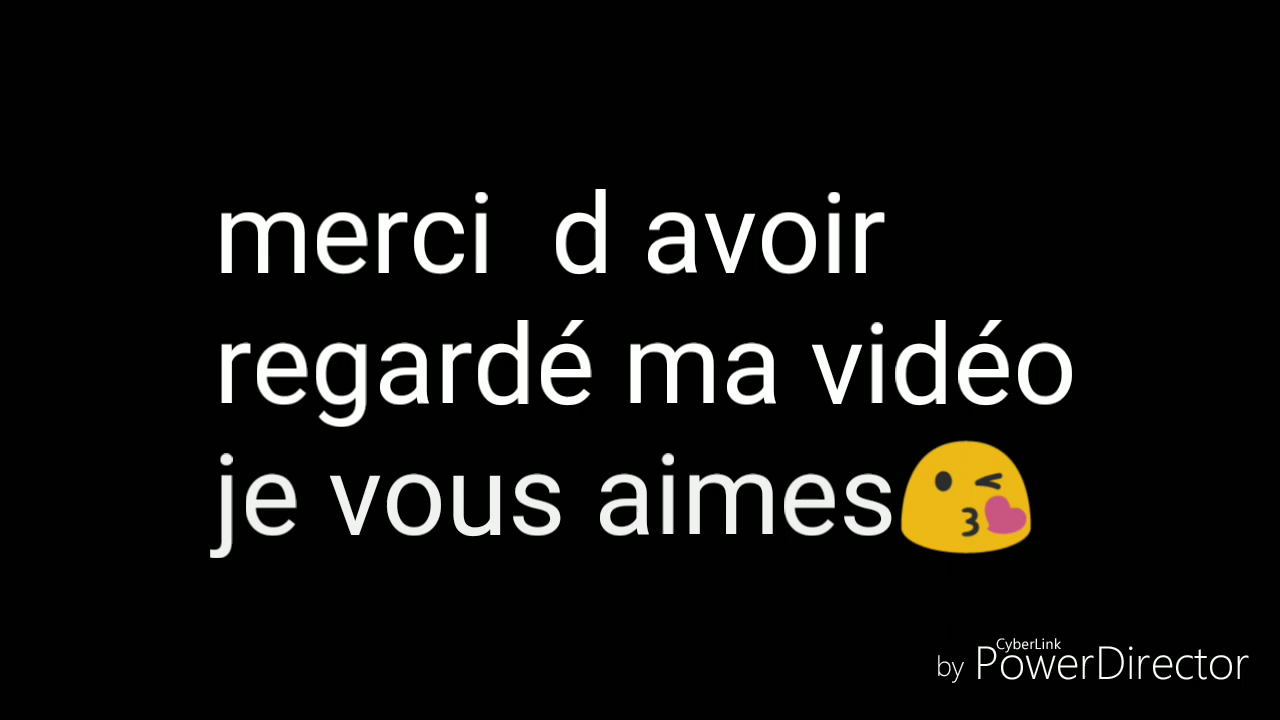 merci  d avoir
regardé ma vidéo
je vous aimes😘
by CyberLink PowerDirector